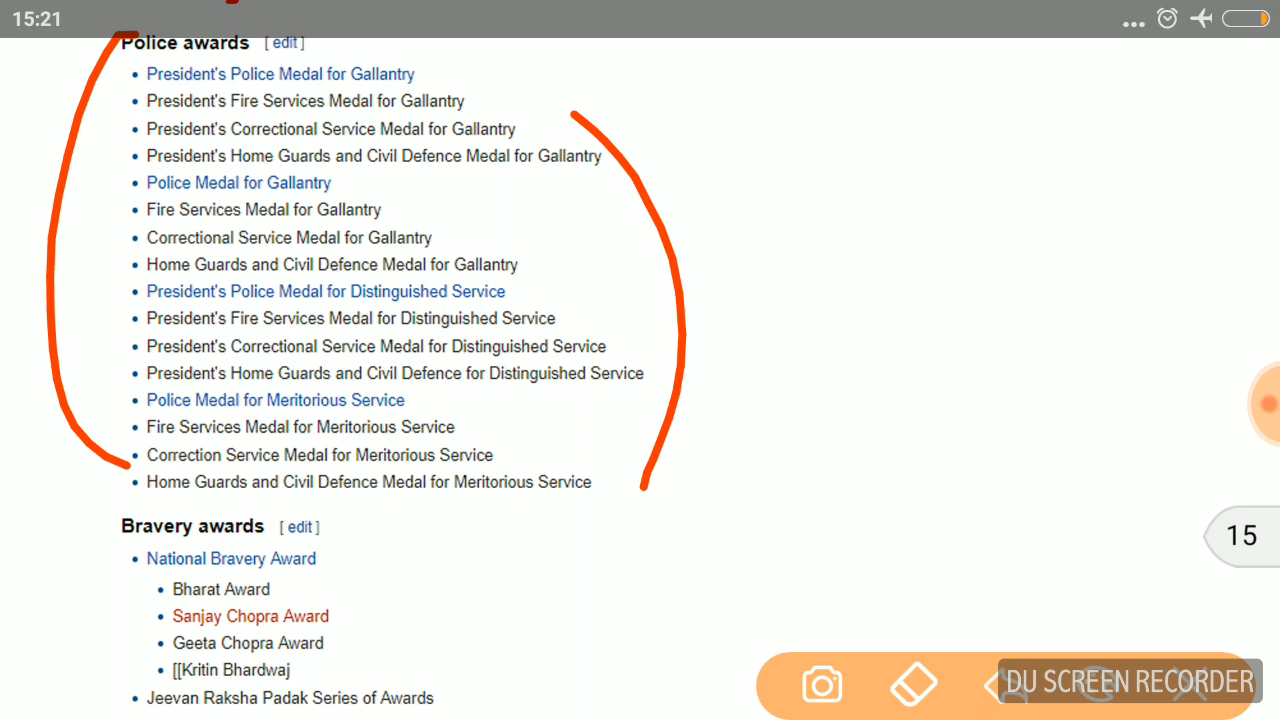 15:21
Police awards [ edit ]
President's Police Medal for Gallantry
President's Fire Services Medal for Gallantry
President's Correctional Service Medal for Gallantry
President's Home Guards and Civil Defence Medal for Gallantry
Police Medal for Gallantry
Fire Services Medal for Gallantry
Correctional Service Medal for Gallantry
Home Guards and Civil Defence Medal for Gallantry
President's Police Medal for Distinguished Service
President's Fire Services Medal for Distinguished Service
President's Correctional Service Medal for Distinguished Service
President's Home Guards and Civil Defence for Distinguished Service
Police Medal for Meritorious Service
Fire Services Medal for Meritorious Service
Correction Service Medal for Meritorious Service
Home Guards and Civil Defence Medal for Meritorious Service
15
Bravery awards [ edit ]
National Bravery Award
Bharat Award
Sanjay Chopra Award
Geeta Chopra Award
[[Kritin Bhardwaj
Jeevan Raksha Padak Series of Awards
DU SCREEN RECORDER